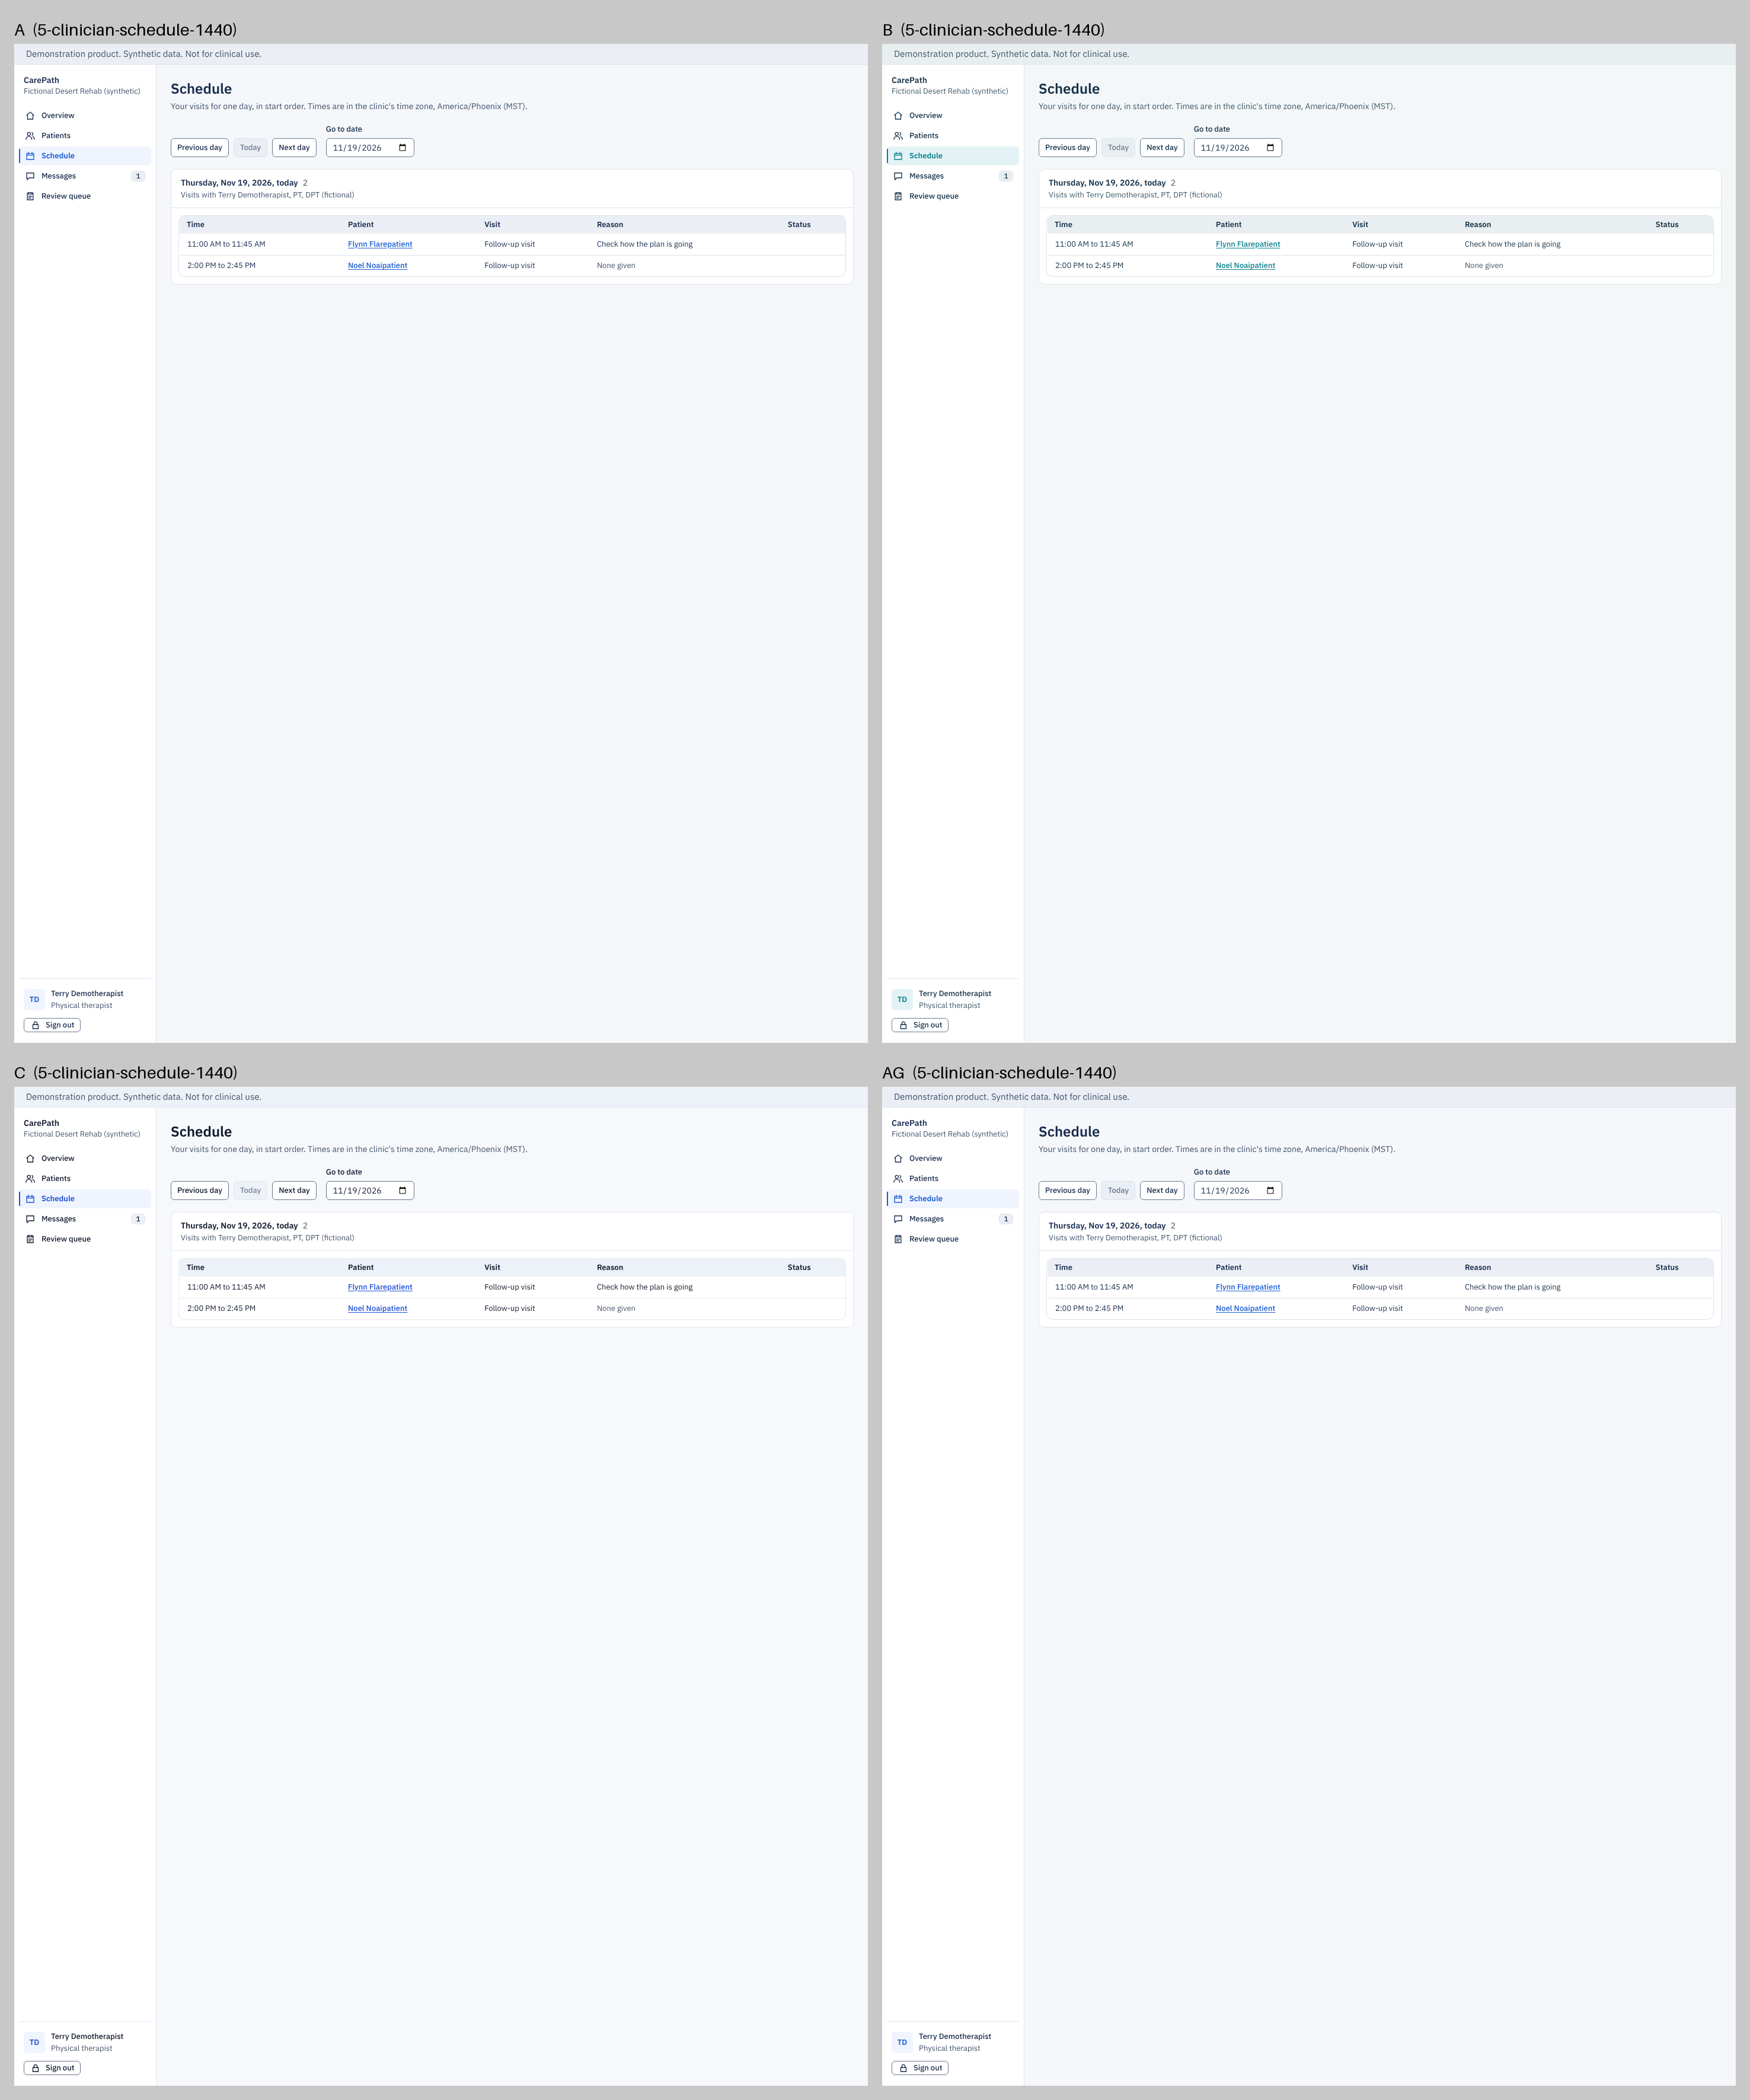 A (5-clinician-schedule-1440)
Demonstration product. Synthetic data. Not for clinical use.
CarePath
Fictional Desert Rehab (synthetic)
Overview
Patients
Schedule
Messages 1
Review queue
Schedule
Your visits for one day, in start order. Times are in the clinic's time zone, America/Phoenix (MST).
Go to date
Previous day Today Next day 11/19/2026
Thursday, Nov 19, 2026, today 2
Visits with Terry Demotherapist, PT, DPT (fictional)
Time Patient Visit Reason Status
11:00 AM to 11:45 AM Flynn Flarepatient Follow-up visit Check how the plan is going
2:00 PM to 2:45 PM Noel Noaipatient Follow-up visit None given
TD Terry Demotherapist
Physical therapist
Sign out
B (5-clinician-schedule-1440)
Demonstration product. Synthetic data. Not for clinical use.
CarePath
Fictional Desert Rehab (synthetic)
Overview
Patients
Schedule
Messages 1
Review queue
Schedule
Your visits for one day, in start order. Times are in the clinic's time zone, America/Phoenix (MST).
Go to date
Previous day Today Next day 11/19/2026
Thursday, Nov 19, 2026, today 2
Visits with Terry Demotherapist, PT, DPT (fictional)
Time Patient Visit Reason Status
11:00 AM to 11:45 AM Flynn Flarepatient Follow-up visit Check how the plan is going
2:00 PM to 2:45 PM Noel Noaipatient Follow-up visit None given
TD Terry Demotherapist
Physical therapist
Sign out
C (5-clinician-schedule-1440)
Demonstration product. Synthetic data. Not for clinical use.
CarePath
Fictional Desert Rehab (synthetic)
Overview
Patients
Schedule
Messages 1
Review queue
Schedule
Your visits for one day, in start order. Times are in the clinic's time zone, America/Phoenix (MST).
Go to date
Previous day Today Next day 11/19/2026
Thursday, Nov 19, 2026, today 2
Visits with Terry Demotherapist, PT, DPT (fictional)
Time Patient Visit Reason Status
11:00 AM to 11:45 AM Flynn Flarepatient Follow-up visit Check how the plan is going
2:00 PM to 2:45 PM Noel Noaipatient Follow-up visit None given
TD Terry Demotherapist
Physical therapist
Sign out
AG (5-clinician-schedule-1440)
Demonstration product. Synthetic data. Not for clinical use.
CarePath
Fictional Desert Rehab (synthetic)
Overview
Patients
Schedule
Messages 1
Review queue
Schedule
Your visits for one day, in start order. Times are in the clinic's time zone, America/Phoenix (MST).
Go to date
Previous day Today Next day 11/19/2026
Thursday, Nov 19, 2026, today 2
Visits with Terry Demotherapist, PT, DPT (fictional)
Time Patient Visit Reason Status
11:00 AM to 11:45 AM Flynn Flarepatient Follow-up visit Check how the plan is going
2:00 PM to 2:45 PM Noel Noaipatient Follow-up visit None given
TD Terry Demotherapist
Physical therapist
Sign out